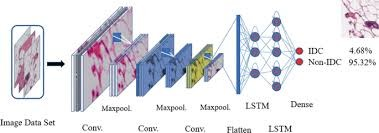 IDC 4.68%
Non-IDC 95.32%
LSTM
Maxpool. Maxpool. Maxpool. Dense
Image Data Set
LSTM
Conv. Conv. Conv. Flatten